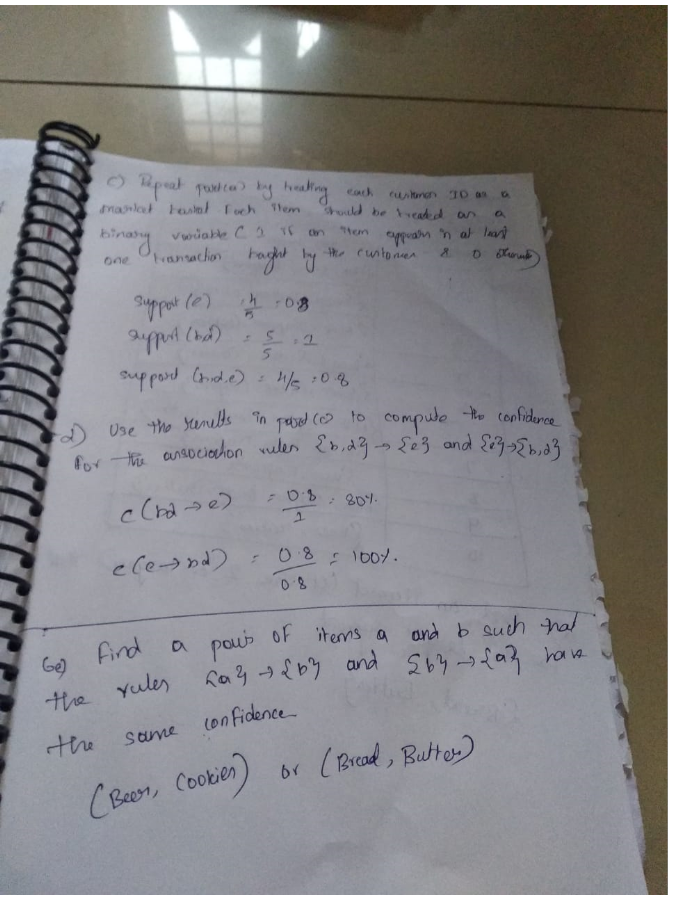 c) Repeat part(a) by treating each customer ID as a
market basket Each item should be treated as a
binary variable ( 1 if an item appears in at least
one transaction bought by the customer & 0 otherwise)
support (e) = 4/5 = 0.8
support (bd) = 5/5 = 1
support (b.d.e) = 4/5 = 0.8
d) Use the results in part (c) to compute the confidence
for the association rules {b,d} → {e} and {e} → {b,d}
c (bd → e) = 0.8/1 = 80%.
c (e → bd) = 0.8/0.8 = 100%.
6e) Find a pair of items a and b such that
the rules {a} → {b} and {b} → {a} have
the same confidence
(Beer, Cookies) or (Bread, Butter)